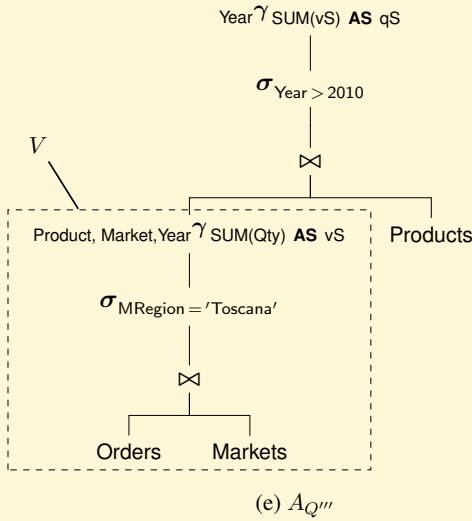 Year γ SUM(vS) AS qS
σ Year > 2010
V
⋈
Product, Market,Year γ SUM(Qty) AS vS
Products
σ MRegion = 'Toscana'
⋈
Orders Markets
(e) A_Q'''